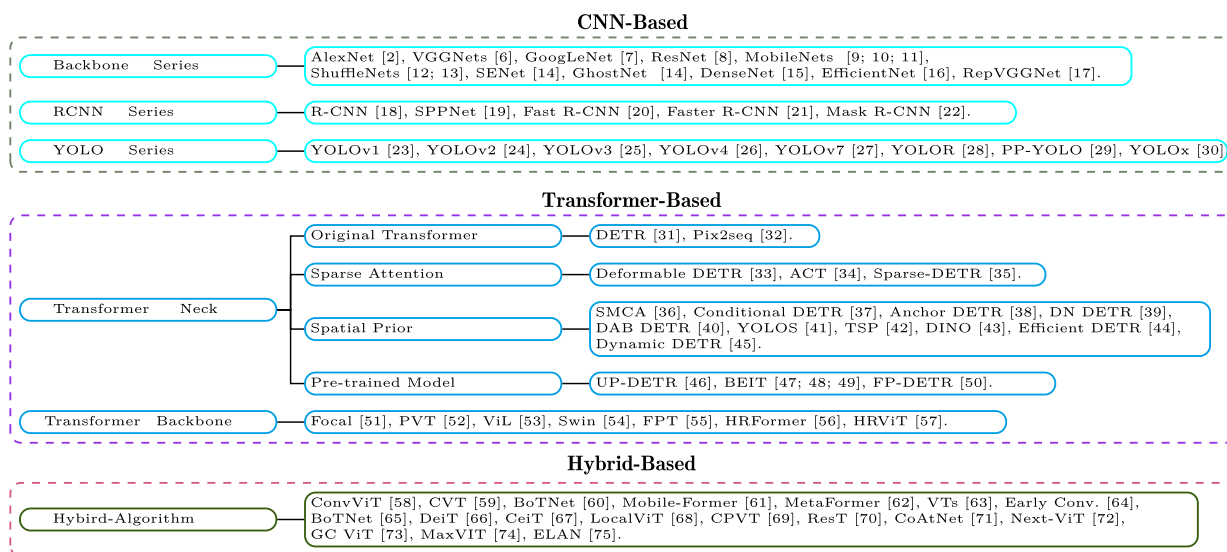 CNN-Based
Backbone Series
AlexNet [2], VGGNets [6], GoogLeNet [7], ResNet [8], MobileNets [9; 10; 11],
ShuffleNets [12; 13], SENet [14], GhostNet [14], DenseNet [15], EfficientNet [16], RepVGGNet [17].
RCNN Series
R-CNN [18], SPPNet [19], Fast R-CNN [20], Faster R-CNN [21], Mask R-CNN [22].
YOLO Series
YOLOv1 [23], YOLOv2 [24], YOLOv3 [25], YOLOv4 [26], YOLOv7 [27], YOLOR [28], PP-YOLO [29], YOLOx [30]
Transformer-Based
Transformer Neck
Original Transformer
DETR [31], Pix2seq [32].
Sparse Attention
Deformable DETR [33], ACT [34], Sparse-DETR [35].
Spatial Prior
SMCA [36], Conditional DETR [37], Anchor DETR [38], DN DETR [39],
DAB DETR [40], YOLOS [41], TSP [42], DINO [43], Efficient DETR [44],
Dynamic DETR [45].
Pre-trained Model
UP-DETR [46], BEIT [47; 48; 49], FP-DETR [50].
Transformer Backbone
Focal [51], PVT [52], ViL [53], Swin [54], FPT [55], HRFormer [56], HRViT [57].
Hybrid-Based
Hybird-Algorithm
ConvViT [58], CVT [59], BoTNet [60], Mobile-Former [61], MetaFormer [62], VTs [63], Early Conv. [64]
BoTNet [65], DeiT [66], CeiT [67], LocalViT [68], CPVT [69], ResT [70], CoAtNet [71], Next-ViT [72],
GC ViT [73], MaxVIT [74], ELAN [75].